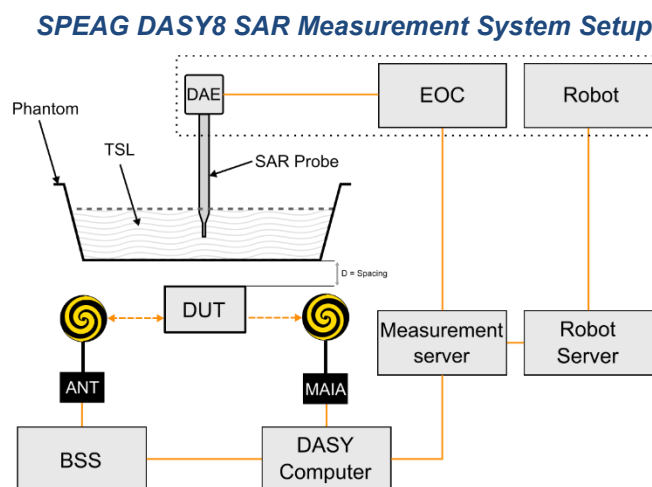 SPEAG DASY8 SAR Measurement System Setup
DAE
EOC
Robot
Phantom
TSL
SAR Probe
D = Spacing
DUT
Measurement
server
Robot
Server
ANT
MAIA
BSS
DASY
Computer